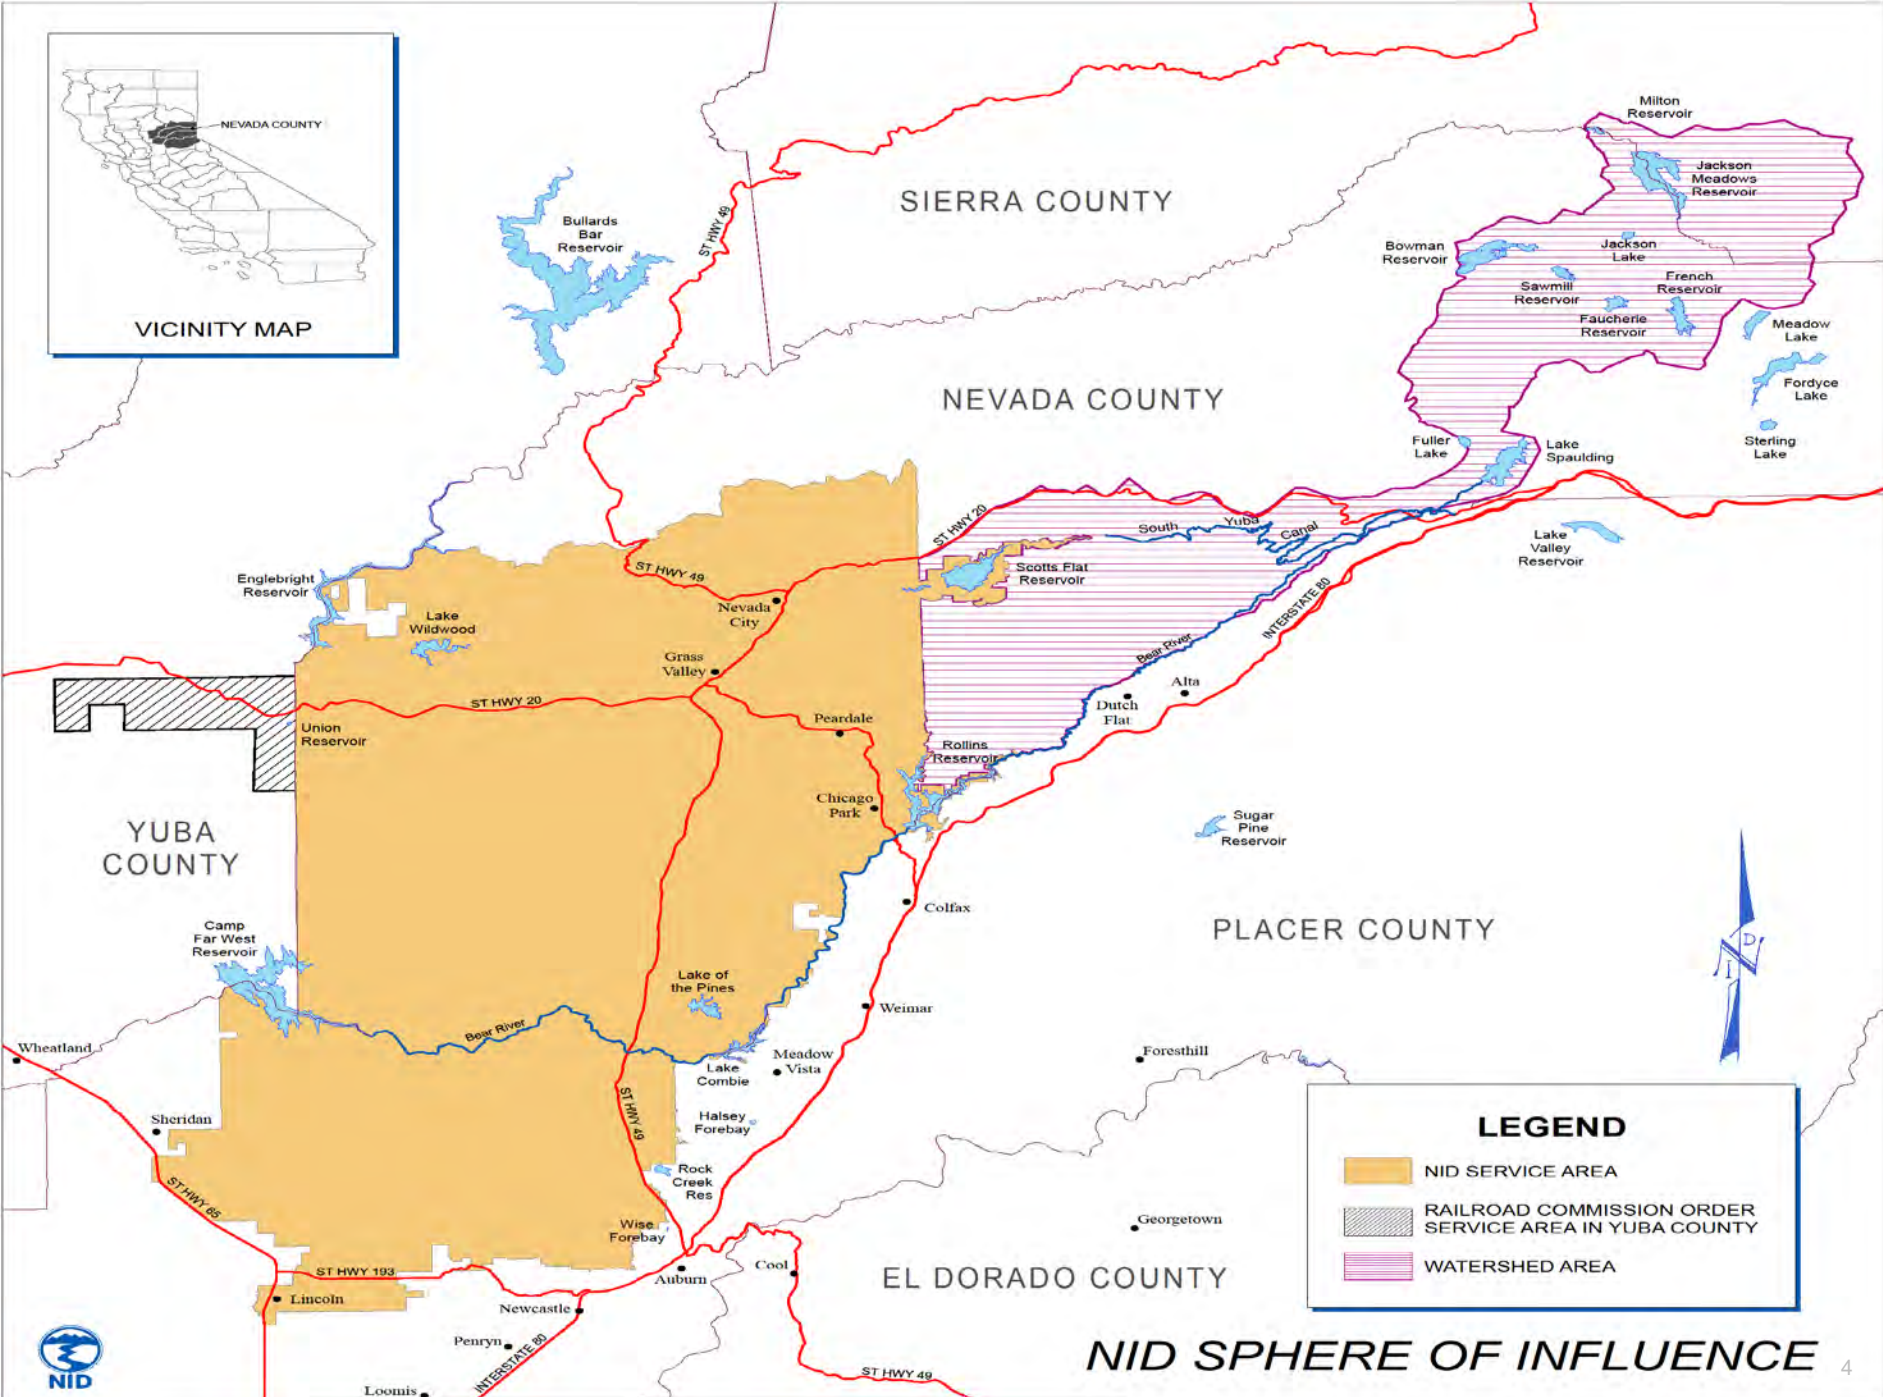 NEVADA COUNTY
VICINITY MAP
Bullards
Bar
Reservoir
ST HWY 49
SIERRA COUNTY
NEVADA COUNTY
Milton
Reservoir
Jackson
Meadows
Reservoir
Bowman
Reservoir
Jackson
Lake
Sawmill
Reservoir
French
Reservoir
Faucherie
Reservoir
Meadow
Lake
Fordyce
Lake
Sterling
Lake
Fuller
Lake
Lake
Spaulding
Lake
Valley
Reservoir
ST HWY 20
South Yuba Canal
Scotts Flat
Reservoir
INTERSTATE 80
Bear River
Englebright
Reservoir
Lake
Wildwood
ST HWY 49
Nevada
City
Grass
Valley
ST HWY 20
Union
Reservoir
Peardale
Alta
Dutch
Flat
Rollins
Reservoir
Chicago
Park
Sugar
Pine
Reservoir
YUBA
COUNTY
Colfax
PLACER COUNTY
Camp
Far West
Reservoir
Lake of
the Pines
Weimar
Bear River
Wheatland
Meadow
Vista
Lake
Combie
Foresthill
Sheridan
Halsey
Forebay
ST HWY 49
Rock
Creek
Res
ST HWY 65
Wise
Forebay
Georgetown
ST HWY 193
Auburn
Cool
EL DORADO COUNTY
Lincoln
Newcastle
Penryn
INTERSTATE 80
Loomis
ST HWY 49
N
I
D
LEGEND
NID SERVICE AREA
RAILROAD COMMISSION ORDER
SERVICE AREA IN YUBA COUNTY
WATERSHED AREA
NID SPHERE OF INFLUENCE
4
NID